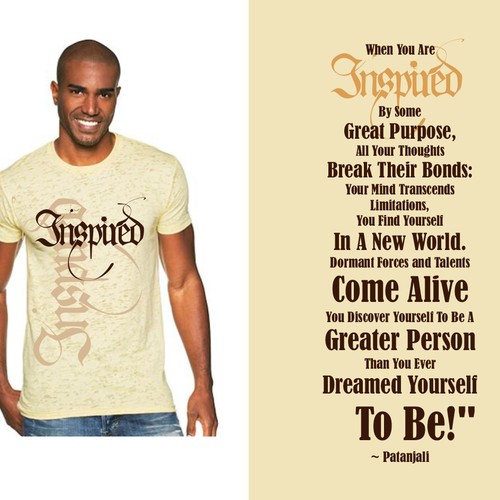 Inspired
Inspired
When You Are
Inspired
By Some
Great Purpose,
All Your Thoughts
Break Their Bonds:
Your Mind Transcends
Limitations,
You Find Yourself
In A New World.
Dormant Forces and Talents
Come Alive
You Discover Yourself To Be A
Greater Person
Than You Ever
Dreamed Yourself
To Be!"
~ Patanjali